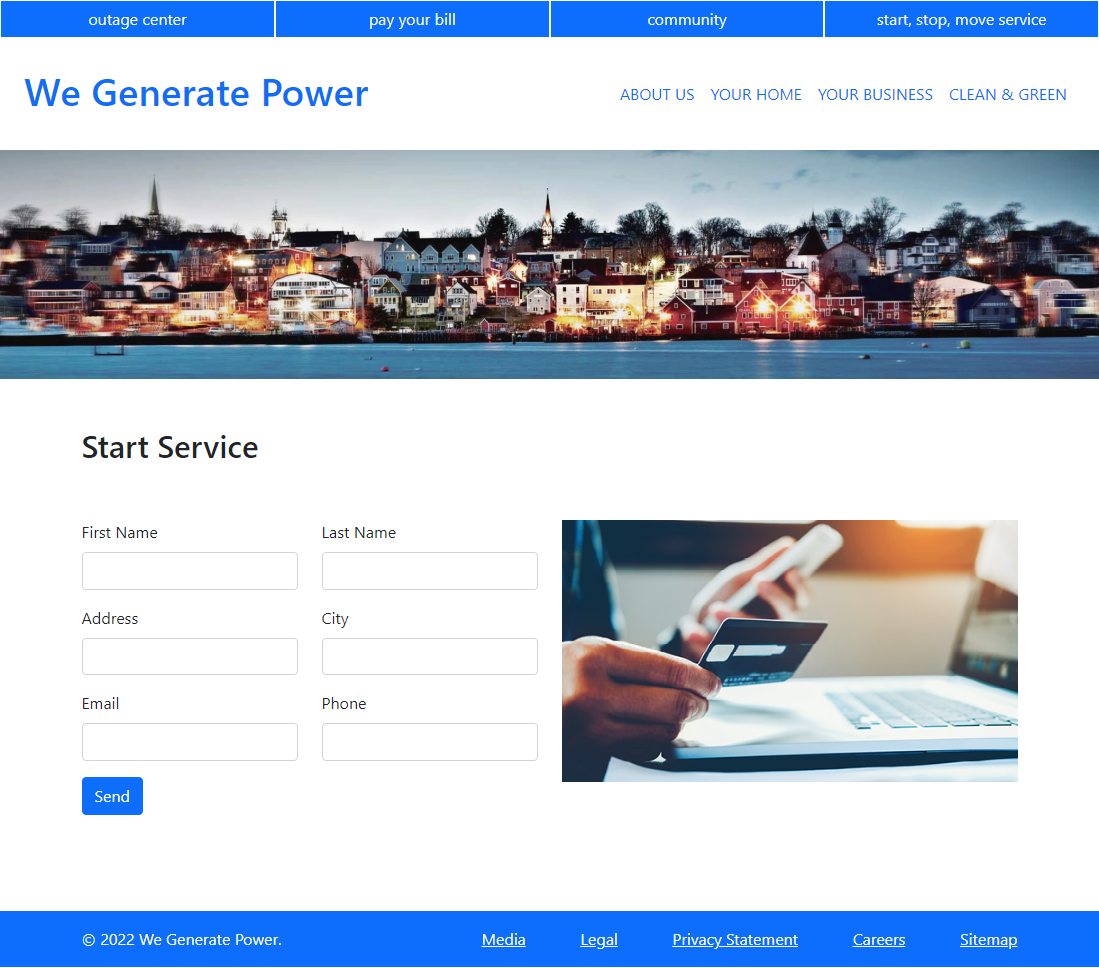 outage center pay your bill community start, stop, move service
We Generate Power ABOUT US YOUR HOME YOUR BUSINESS CLEAN & GREEN
Start Service
First Name Last Name
Address City
Email Phone
Send
© 2022 We Generate Power. Media Legal Privacy Statement Careers Sitemap